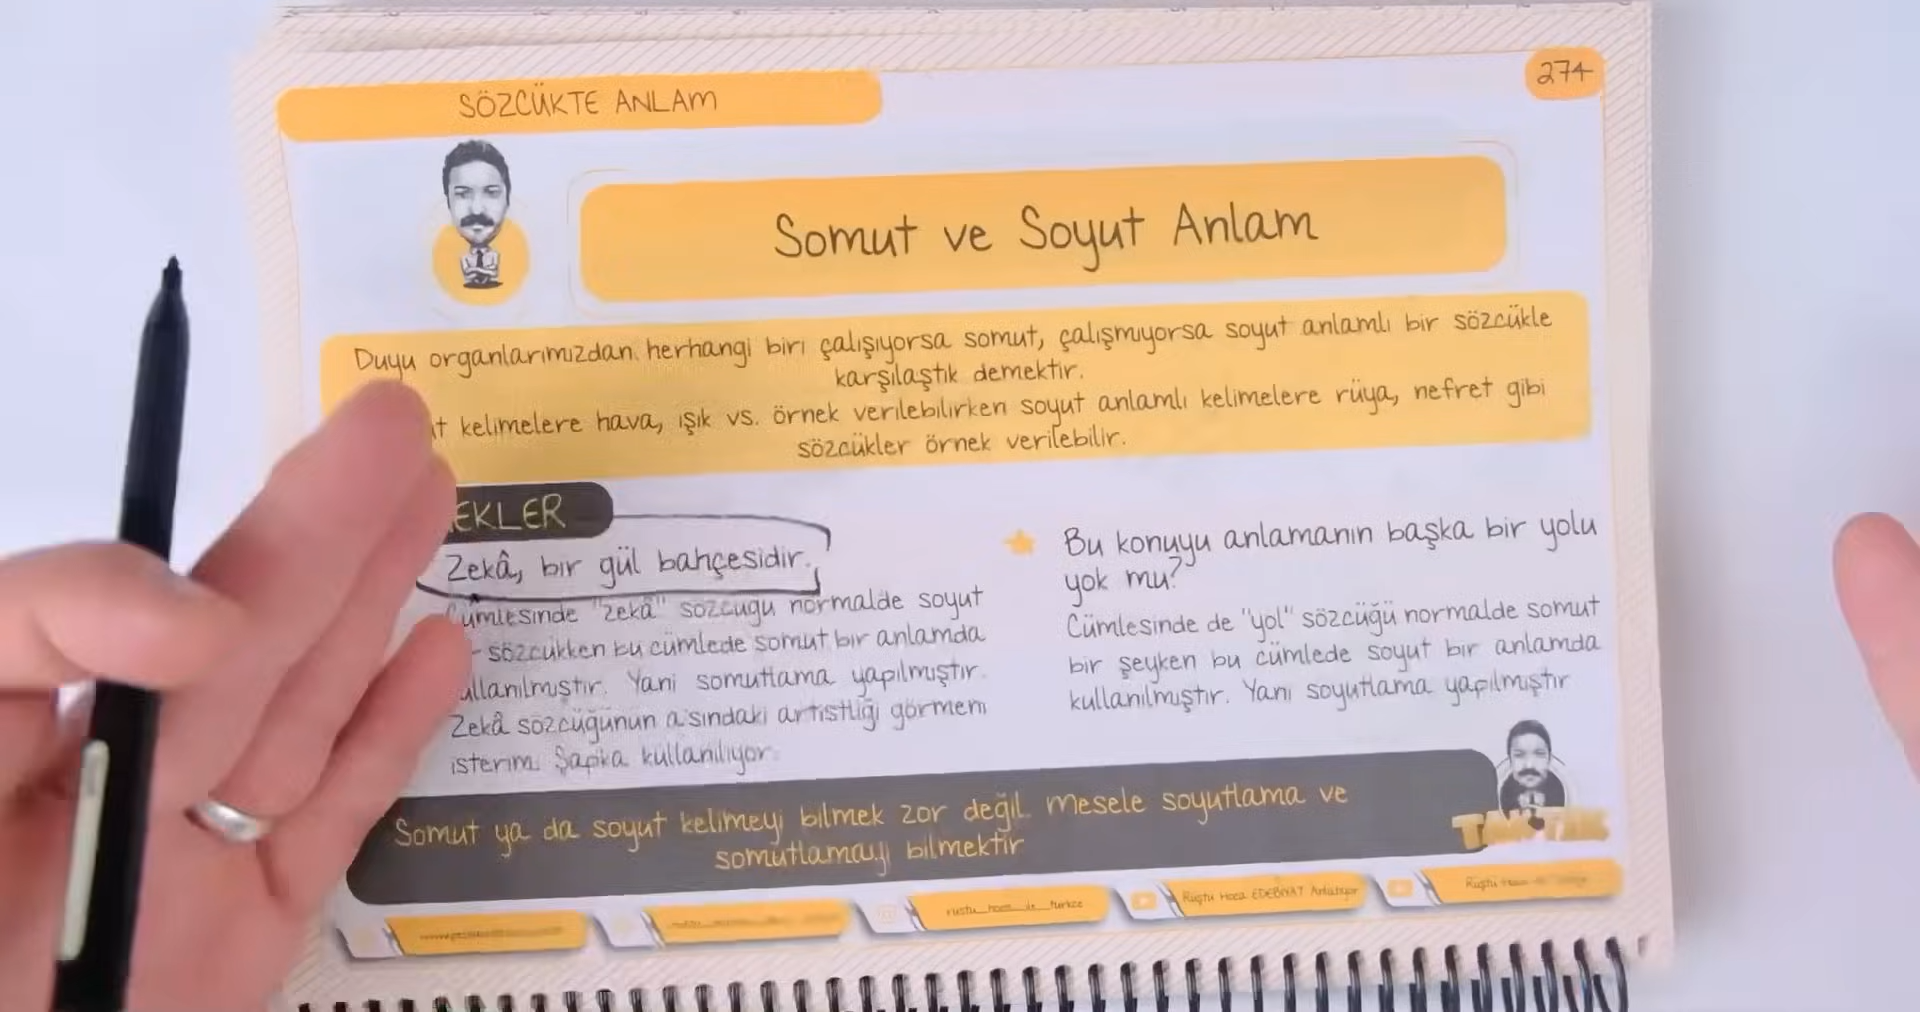 SÖZCÜKTE ANLAM
274
Somut ve Soyut Anlam
Duyu organlarımızdan herhangi biri çalışıyorsa somut, çalışmıyorsa soyut anlamlı bir sözcükle
karşılaştık demektir.
kelimelere hava, ışık vs. örnek verilebilirken soyut anlamlı kelimelere rüya, nefret gibi
sözcükler örnek verilebilir.
EKLER
Zekâ, bir gül bahçesidir.
Cümlesinde "zekâ" sözcüğü normalde soyut
sözcükken bu cümlede somut bir anlamda
ullanılmıştır. Yani somutlama yapılmıştır.
Zekâ sözcüğünün a'sındaki artistliği görmeni
isterim. Şapka kullanılıyor.
Bu konuyu anlamanın başka bir yolu
yok mu?
Cümlesinde de "yol" sözcüğü normalde somut
bir şeyken bu cümlede soyut bir anlamda
kullanılmıştır. Yani soyutlama yapılmıştır
Somut ya da soyut kelimeyi bilmek zor değil. mesele soyutlama ve
somutlamayı bilmektir
TAKTİK
rustu_hoca_ile_turkce
Rüştü Hoca EDEBİYAT Anlatıyor
Rüştü